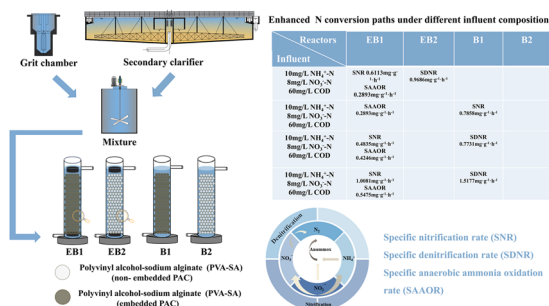 Grit chamber
Secondary clarifier
Mixture
EB1 EB2 B1 B2
Polyvinyl alcohol-sodium alginate (PVA-SA)
(non- embedded PAC)
Polyvinyl alcohol-sodium alginate (PVA-SA)
(embedded PAC)
Enhanced N conversion paths under different influent composition
Reactors EB1 EB2 B1 B2
Influent
10mg/L NH₄⁺-N
8mg/L NO₃⁻-N
60mg/L COD
SNR 0.6113mg·g⁻
¹·h⁻¹
SAAOR
0.2893mg·g⁻¹·h⁻¹
SDNR
0.9686mg·g⁻¹·h⁻¹
10mg/L NH₄⁺-N
8mg/L NO₂⁻-N
60mg/L COD
SAAOR
0.2893mg·g⁻¹·h⁻¹
SNR
0.7858mg·g⁻¹·h⁻¹
10mg/L NH₄⁺-N
8mg/L NO₃⁻-N
60mg/L COD
SNR
0.4835mg·g⁻¹·h⁻¹
SAAOR
0.4246mg·g⁻¹·h⁻¹
SDNR
0.7731mg·g⁻¹·h⁻¹
10mg/L NH₄⁺-N
8mg/L NO₃⁻-N
60mg/L COD
SNR
1.0081mg·g⁻¹·h⁻¹
SAAOR
0.5475mg·g⁻¹·h⁻¹
SDNR
1.5177mg·g⁻¹·h⁻¹
Denitrification
N₂
Anammox
NH₄⁺
Specific nitrification rate (SNR)
Specific denitrification rate (SDNR)
Specific anaerobic ammonia oxidation
rate (SAAOR)